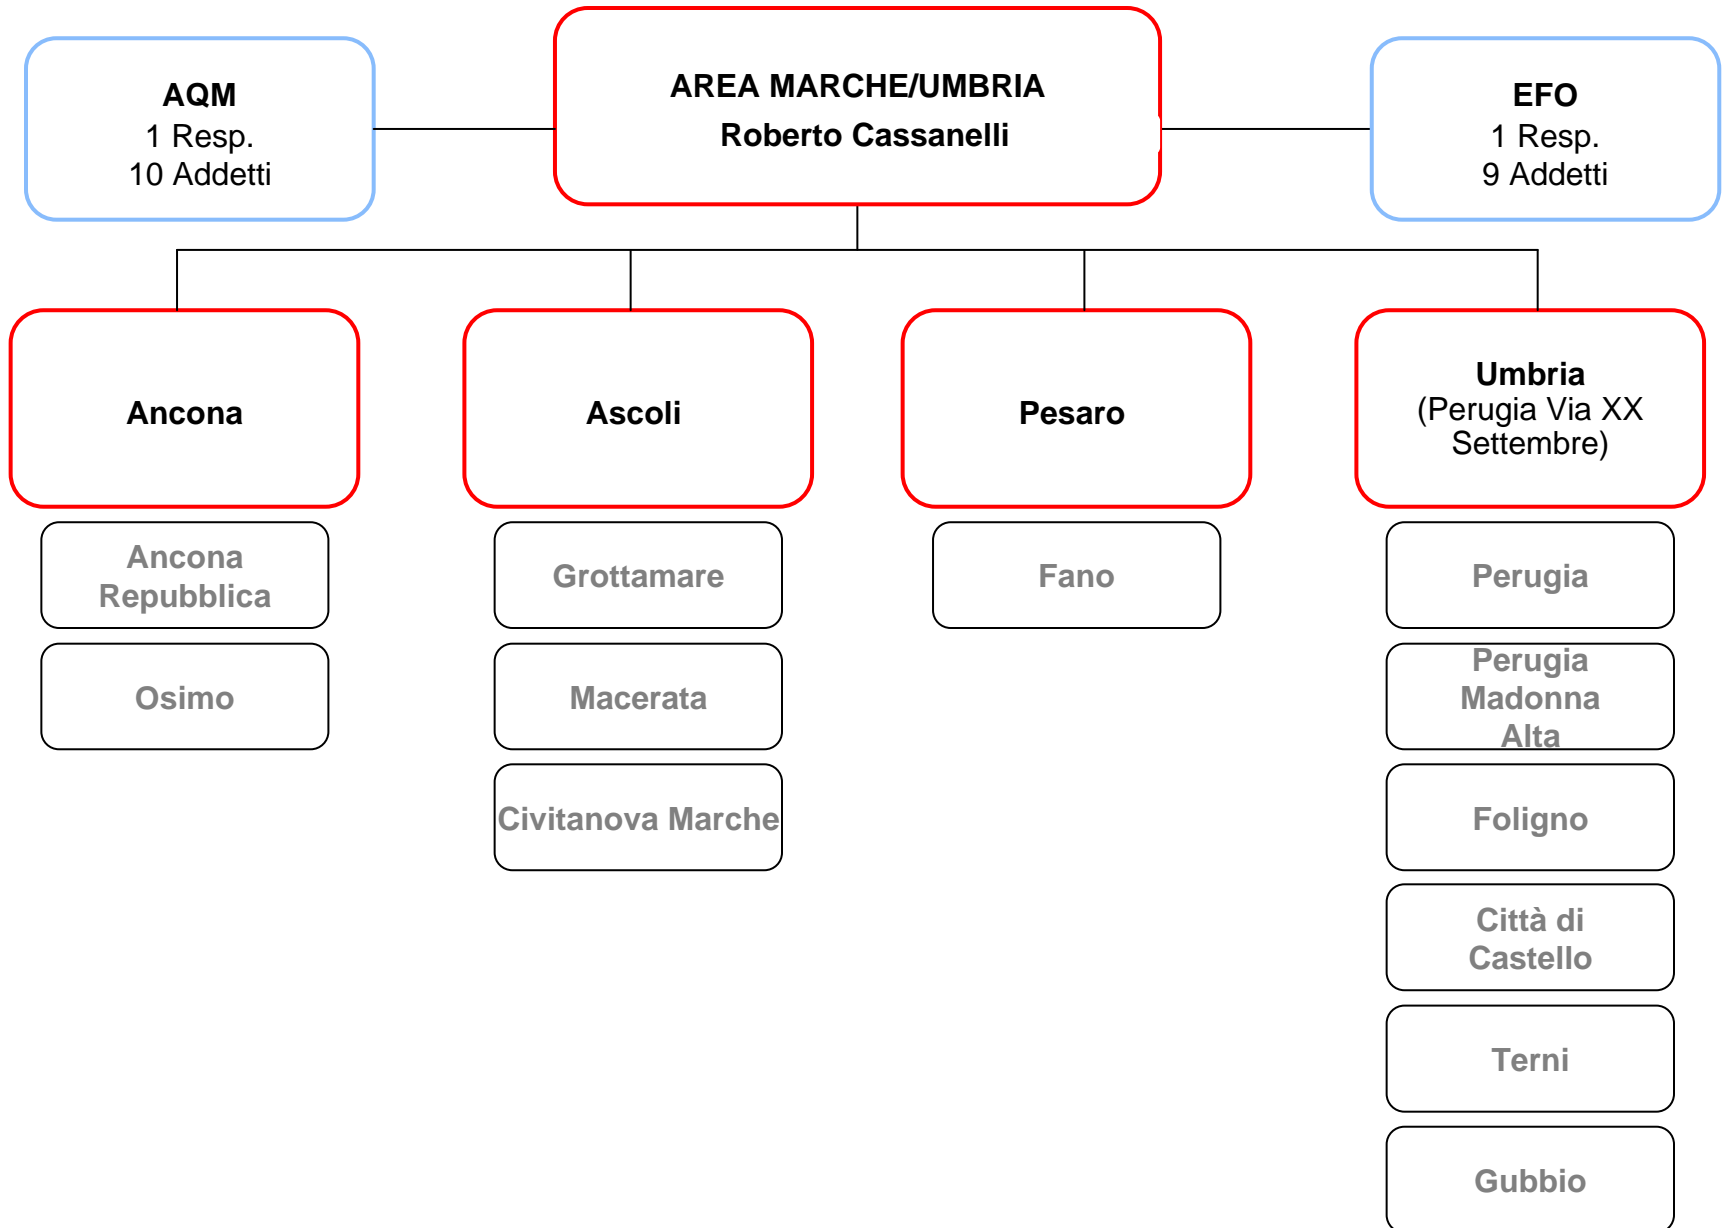 AQM
1 Resp.
10 Addetti
AREA MARCHE/UMBRIA
Roberto Cassanelli
EFO
1 Resp.
9 Addetti
Ancona
Ascoli
Pesaro
Umbria
(Perugia Via XX
Settembre)
Ancona
Repubblica
Osimo
Grottamare
Macerata
Civitanova Marche
Fano
Perugia
Perugia
Madonna
Alta
Foligno
Città di
Castello
Terni
Gubbio